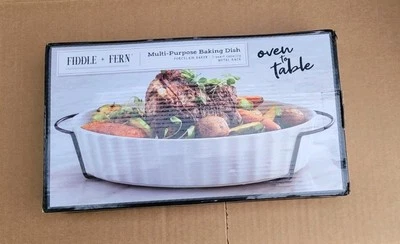 FIDDLE + FERN
Multi-Purpose Baking Dish
oven
to
table